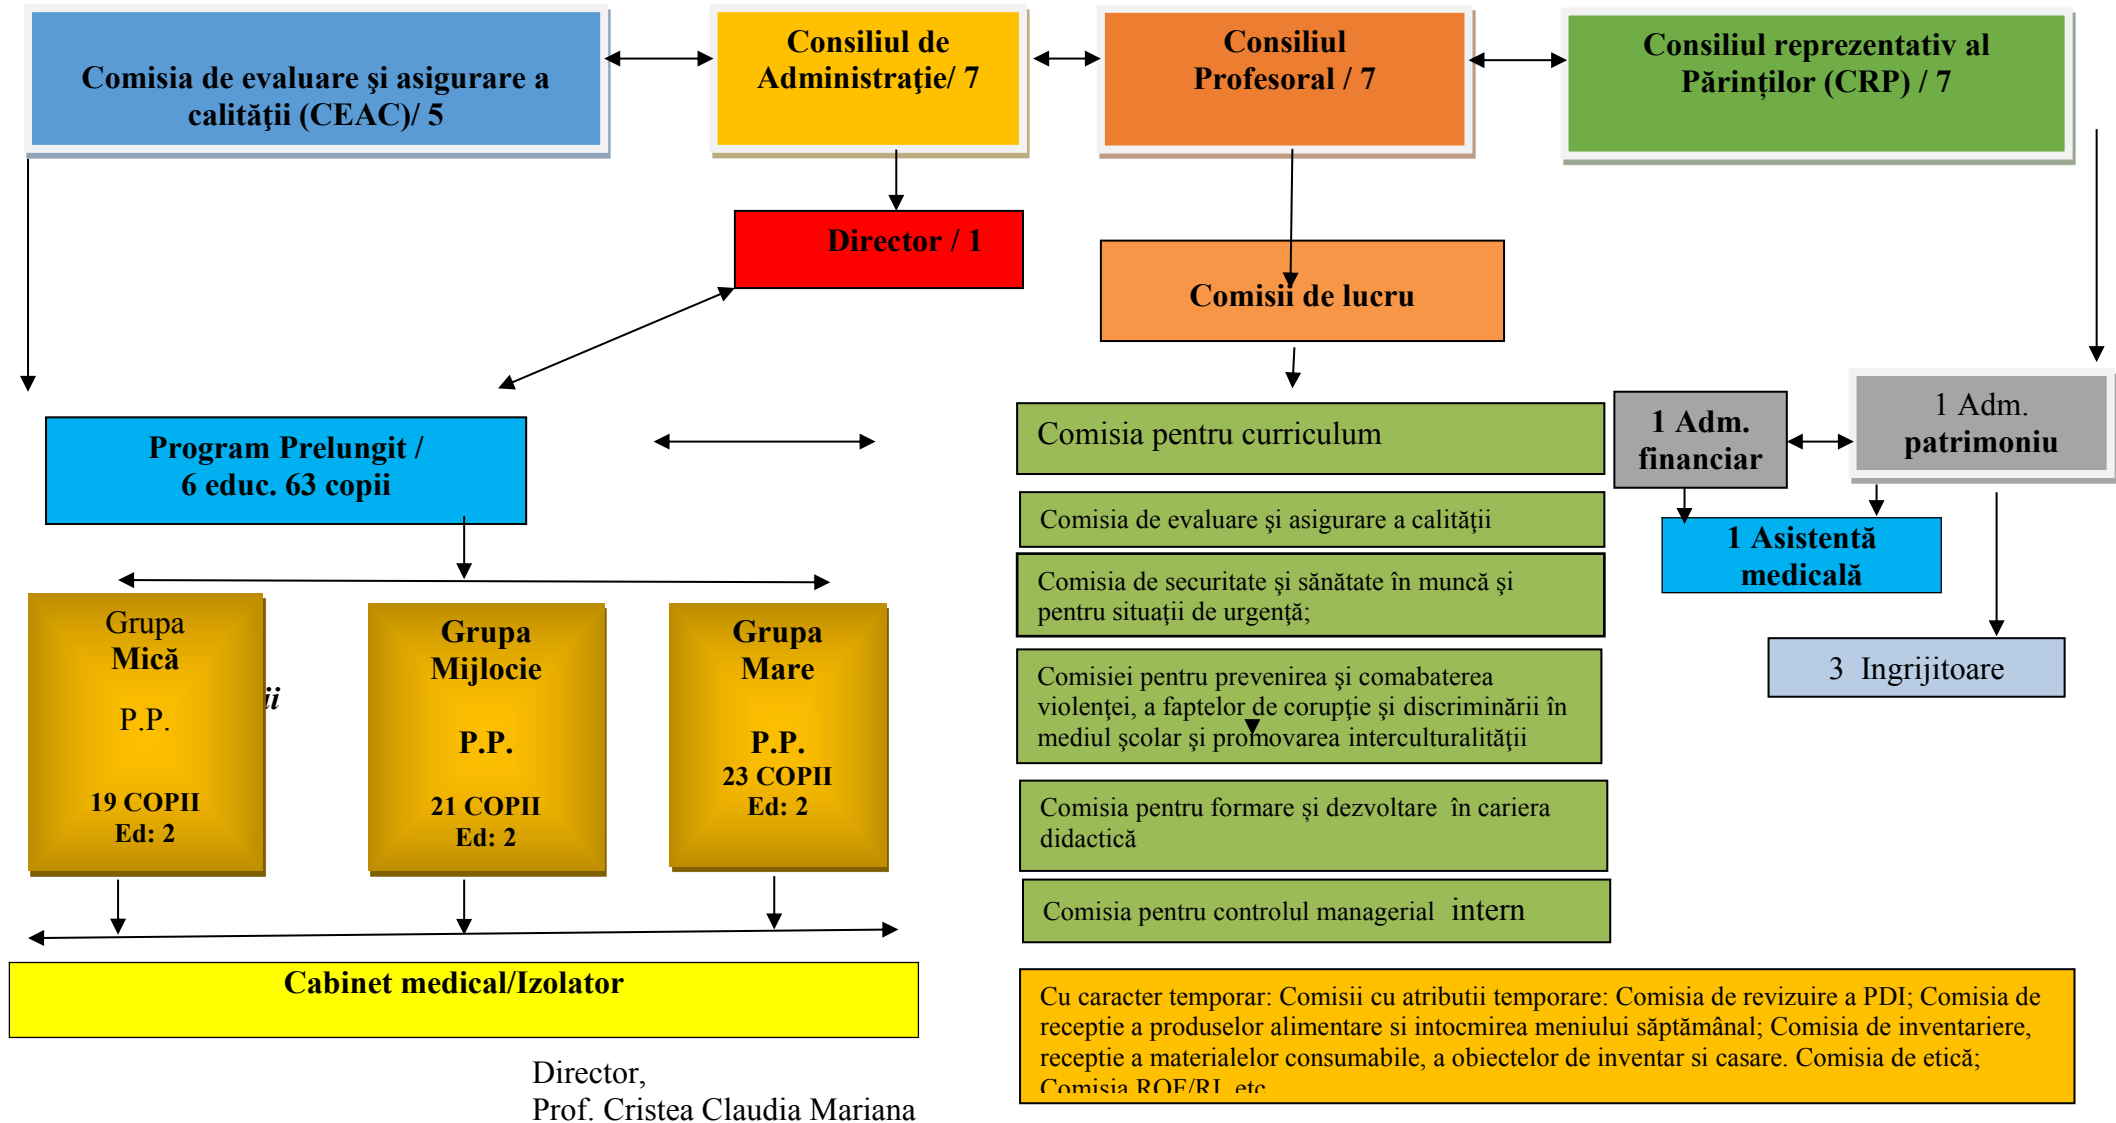 Comisia de evaluare şi asigurare a
calităţii (CEAC)/ 5
Consiliul de
Administraţie/ 7
Consiliul
Profesoral / 7
Consiliul reprezentativ al
Părinților (CRP) / 7
Director / 1
Comisii de lucru
Program Prelungit /
6 educ. 63 copii
Comisia pentru curriculum
1 Adm.
financiar
1 Adm.
patrimoniu
Comisia de evaluare şi asigurare a calităţii
1 Asistentă
medicală
Comisia de securitate şi sănătate în muncă şi
pentru situaţii de urgenţă;
3 Ingrijitoare
Grupa
Mică
P.P.
19 COPII
Ed: 2
ii
Grupa
Mijlocie
P.P.
21 COPII
Ed: 2
Grupa
Mare
P.P.
23 COPII
Ed: 2
Comisiei pentru prevenirea şi comabaterea
violenţei, a faptelor de corupţie şi discriminării în
mediul şcolar şi promovarea interculturalităţii
Comisia pentru formare și dezvoltare în cariera
didactică
Comisia pentru controlul managerial intern
Cabinet medical/Izolator
Cu caracter temporar: Comisii cu atributii temporare: Comisia de revizuire a PDI; Comisia de
receptie a produselor alimentare si intocmirea meniului săptămânal; Comisia de inventariere,
receptie a materialelor consumabile, a obiectelor de inventar si casare. Comisia de etică;
Comisia ROF/RI, etc
Director,
Prof. Cristea Claudia Mariana